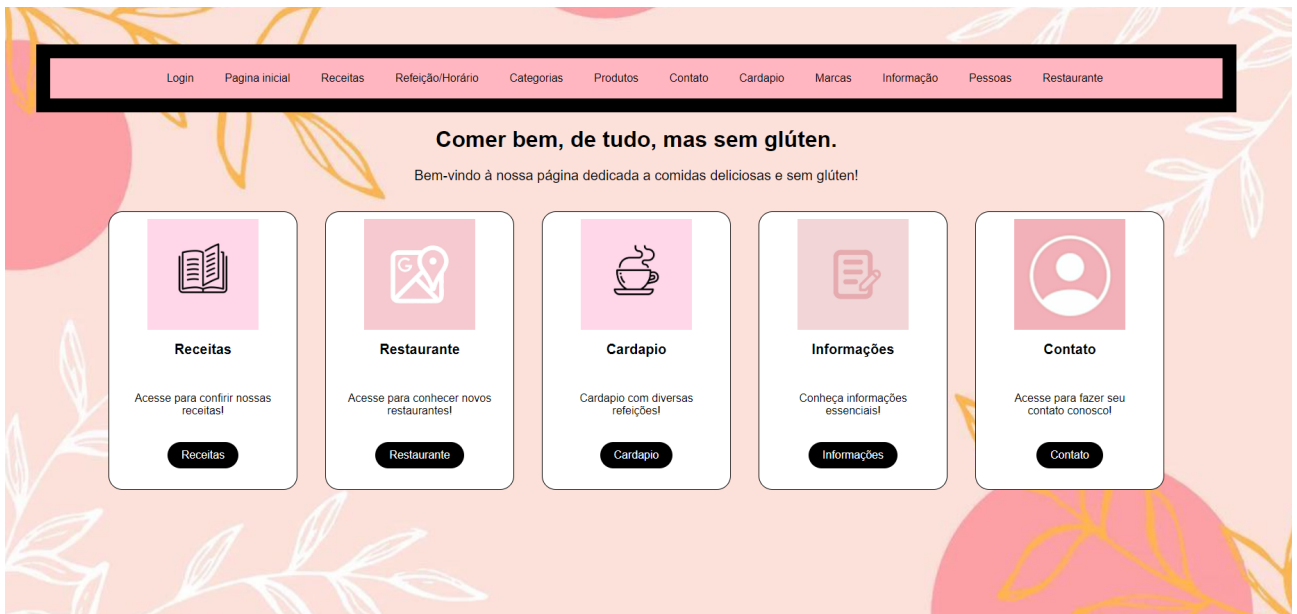 Login Pagina inicial Receitas Refeição/Horário Categorias Produtos Contato Cardapio Marcas Informação Pessoas Restaurante
Comer bem, de tudo, mas sem glúten.
Bem-vindo à nossa página dedicada a comidas deliciosas e sem glúten!
G
Receitas
Acesse para confirir nossas
receitas!
Receitas
Restaurante
Acesse para conhecer novos
restaurantes!
Restaurante
Cardapio
Cardapio com diversas
refeições!
Cardapio
Informações
Conheça informações
essenciais!
Informações
Contato
Acesse para fazer seu
contato conosco!
Contato